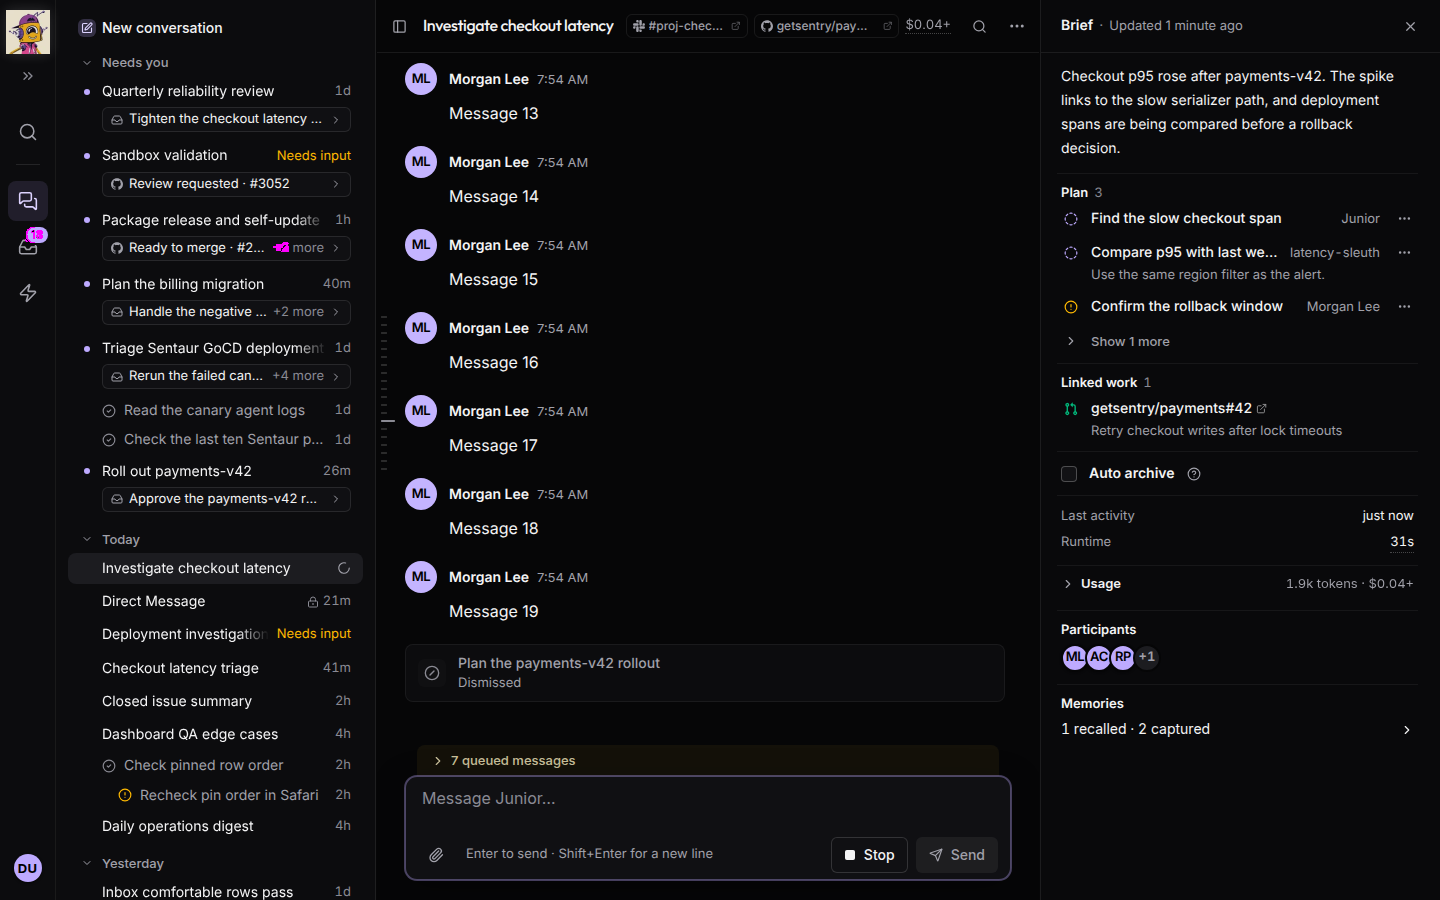 New conversation
Needs you
Quarterly reliability review 1d
Tighten the checkout latency ...
Sandbox validation Needs input
Review requested · #3052
Package release and self-update 1h
Ready to merge · #2... more
Plan the billing migration 40m
Handle the negative ... +2 more
Triage Sentaur GoCD deployment 1d
Rerun the failed can... +4 more
Read the canary agent logs 1d
Check the last ten Sentaur p... 1d
Roll out payments-v42 26m
Approve the payments-v42 r...
Today
Investigate checkout latency
Direct Message 21m
Deployment investigation Needs input
Checkout latency triage 41m
Closed issue summary 2h
Dashboard QA edge cases 4h
Check pinned row order 2h
Recheck pin order in Safari 2h
Daily operations digest 4h
Yesterday
Inbox comfortable rows pass 1d
DU
Investigate checkout latency #proj-chec... getsentry/pay... $0.04+
ML Morgan Lee 7:54 AM
Message 13
ML Morgan Lee 7:54 AM
Message 14
ML Morgan Lee 7:54 AM
Message 15
ML Morgan Lee 7:54 AM
Message 16
ML Morgan Lee 7:54 AM
Message 17
ML Morgan Lee 7:54 AM
Message 18
ML Morgan Lee 7:54 AM
Message 19
Plan the payments-v42 rollout
Dismissed
7 queued messages
Message Junior...
Enter to send · Shift+Enter for a new line Stop Send
Brief · Updated 1 minute ago
Checkout p95 rose after payments-v42. The spike
links to the slow serializer path, and deployment
spans are being compared before a rollback
decision.
Plan 3
Find the slow checkout span Junior
Compare p95 with last we... latency-sleuth
Use the same region filter as the alert.
Confirm the rollback window Morgan Lee
Show 1 more
Linked work 1
getsentry/payments#42
Retry checkout writes after lock timeouts
Auto archive
Last activity just now
Runtime 31s
Usage 1.9k tokens · $0.04+
Participants
ML AC RP +1
Memories
1 recalled · 2 captured